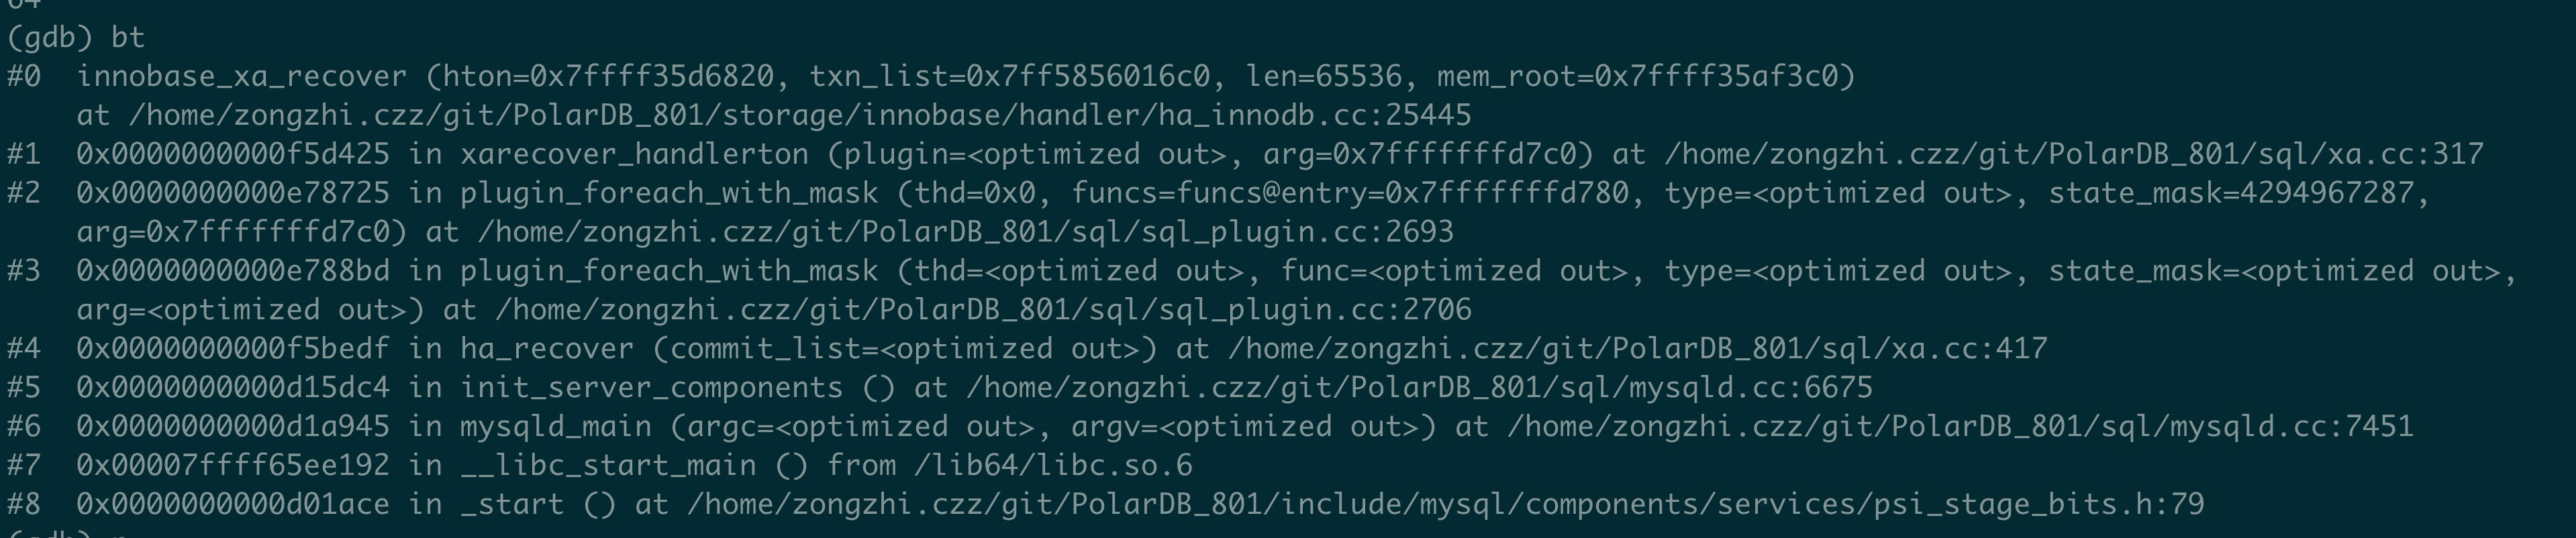 (gdb) bt
#0  innobase_xa_recover (hton=0x7ffff35d6820, txn_list=0x7ff5856016c0, len=65536, mem_root=0x7ffff35af3c0)
    at /home/zongzhi.czz/git/PolarDB_801/storage/innobase/handler/ha_innodb.cc:25445
#1  0x0000000000f5d425 in xarecover_handlerton (plugin=<optimized out>, arg=0x7fffffffd7c0) at /home/zongzhi.czz/git/PolarDB_801/sql/xa.cc:317
#2  0x0000000000e78725 in plugin_foreach_with_mask (thd=0x0, funcs=funcs@entry=0x7fffffffd780, type=<optimized out>, state_mask=4294967287,
    arg=0x7fffffffd7c0) at /home/zongzhi.czz/git/PolarDB_801/sql/sql_plugin.cc:2693
#3  0x0000000000e788bd in plugin_foreach_with_mask (thd=<optimized out>, func=<optimized out>, type=<optimized out>, state_mask=<optimized out>,
    arg=<optimized out>) at /home/zongzhi.czz/git/PolarDB_801/sql/sql_plugin.cc:2706
#4  0x0000000000f5bedf in ha_recover (commit_list=<optimized out>) at /home/zongzhi.czz/git/PolarDB_801/sql/xa.cc:417
#5  0x0000000000d15dc4 in init_server_components () at /home/zongzhi.czz/git/PolarDB_801/sql/mysqld.cc:6675
#6  0x0000000000d1a945 in mysqld_main (argc=<optimized out>, argv=<optimized out>) at /home/zongzhi.czz/git/PolarDB_801/sql/mysqld.cc:7451
#7  0x00007ffff65ee192 in __libc_start_main () from /lib64/libc.so.6
#8  0x0000000000d01ace in _start () at /home/zongzhi.czz/git/PolarDB_801/include/mysql/components/services/psi_stage_bits.h:79